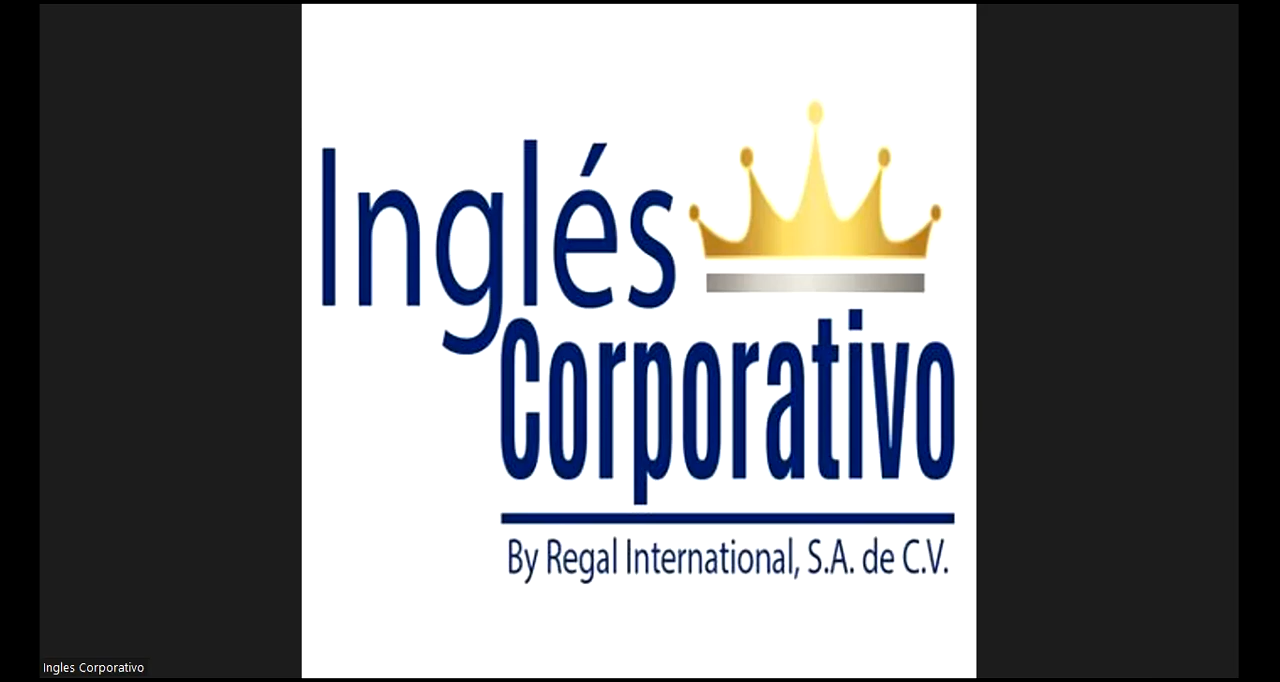 Inglés
Corporativo
By Regal International, S.A. de C.V.
Ingles Corporativo